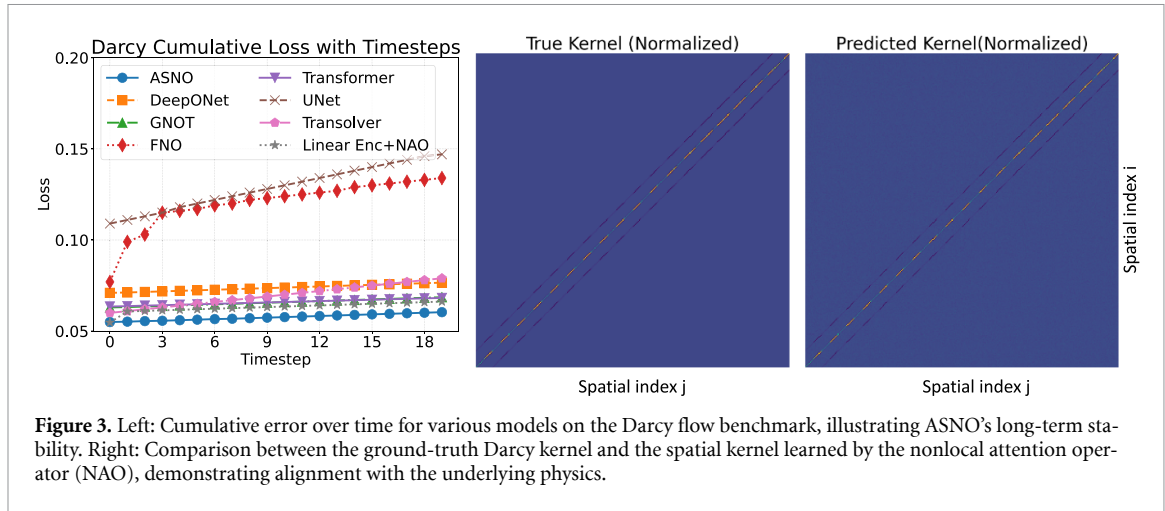 Darcy Cumulative Loss with Timesteps
0.20
0.15
0.10
0.05
Loss
ASNO
DeepONet
GNOT
FNO
Transformer
UNet
Transolver
Linear Enc+NAO
0 3 6 9 12 15 18
Timestep
True Kernel (Normalized)
Spatial index j
Predicted Kernel(Normalized)
Spatial index j
Spatial index i
Figure 3. Left: Cumulative error over time for various models on the Darcy flow benchmark, illustrating ASNO's long-term sta-
bility. Right: Comparison between the ground-truth Darcy kernel and the spatial kernel learned by the nonlocal attention oper-
ator (NAO), demonstrating alignment with the underlying physics.